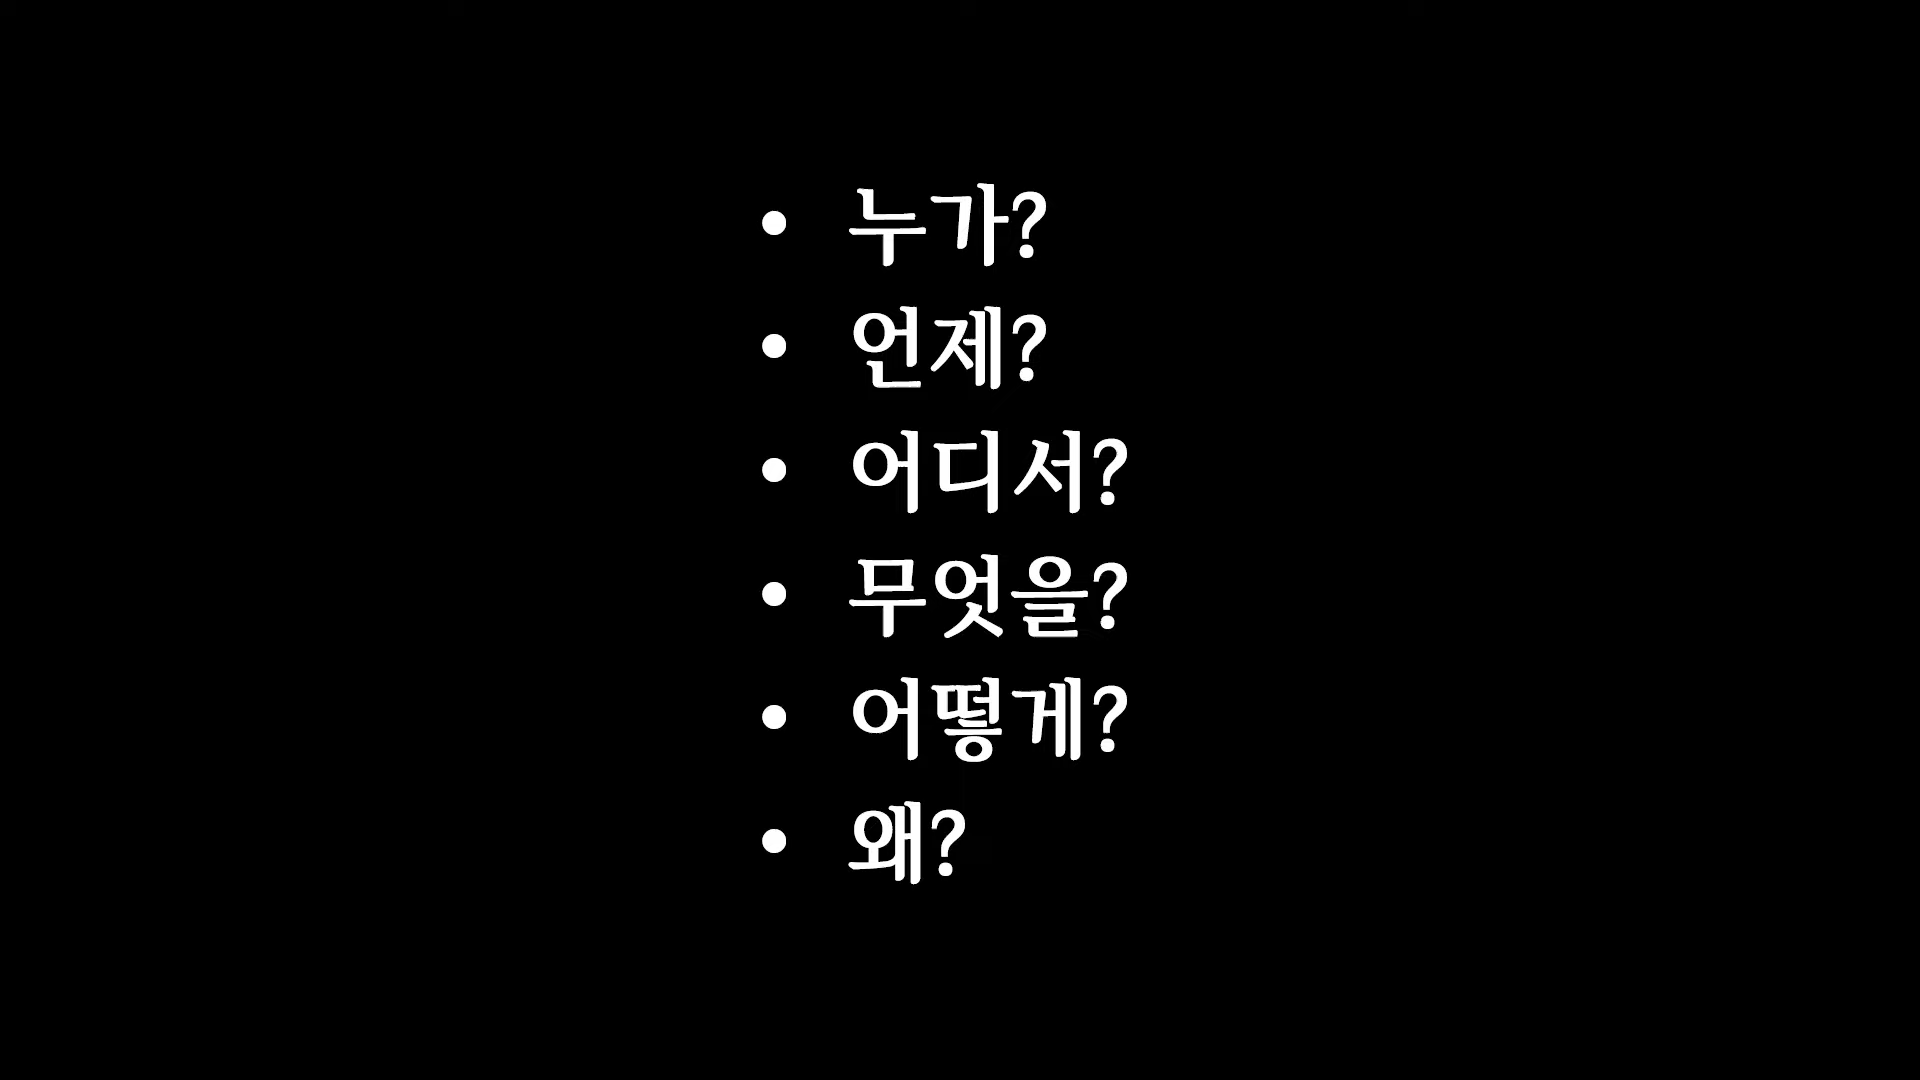 • 누가?
• 언제?
• 어디서?
• 무엇을?
• 어떻게?
• 왜?